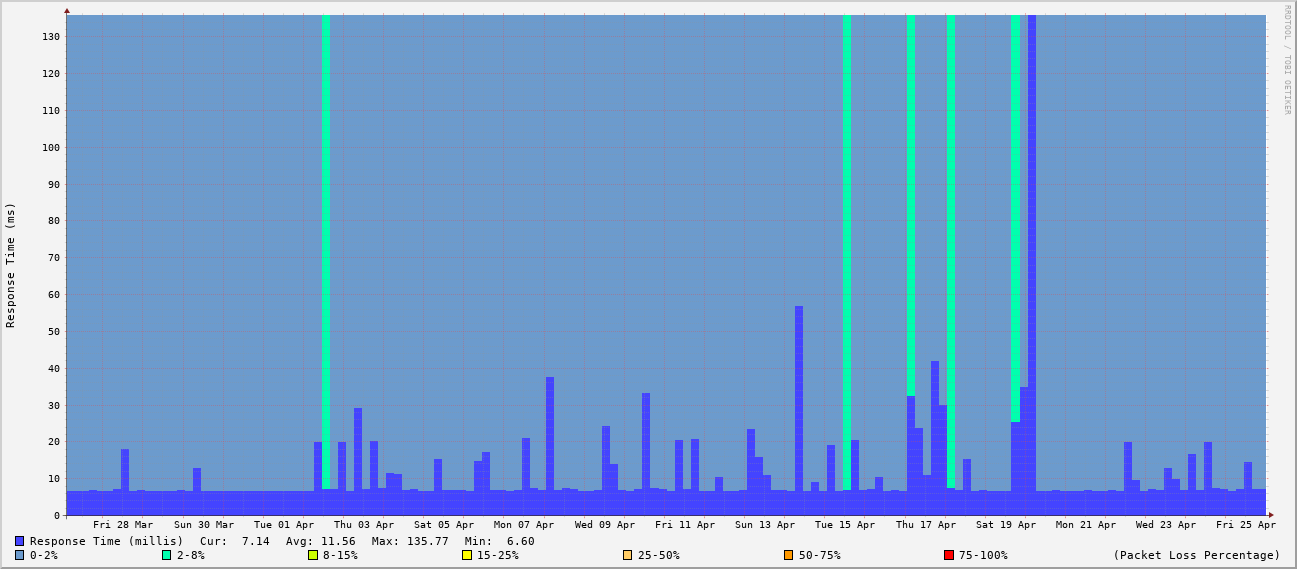 RRDTOOL / TOBI OETIKER
Response Time (ms)
130
120
110
100
90
80
70
60
50
40
30
20
10
0
Fri 28 Mar Sun 30 Mar Tue 01 Apr Thu 03 Apr Sat 05 Apr Mon 07 Apr Wed 09 Apr Fri 11 Apr Sun 13 Apr Tue 15 Apr Thu 17 Apr Sat 19 Apr Mon 21 Apr Wed 23 Apr Fri 25 Apr
Response Time (millis) Cur: 7.14 Avg: 11.56 Max: 135.77 Min: 6.60
0-2% 2-8% 8-15% 15-25% 25-50% 50-75% 75-100% (Packet Loss Percentage)